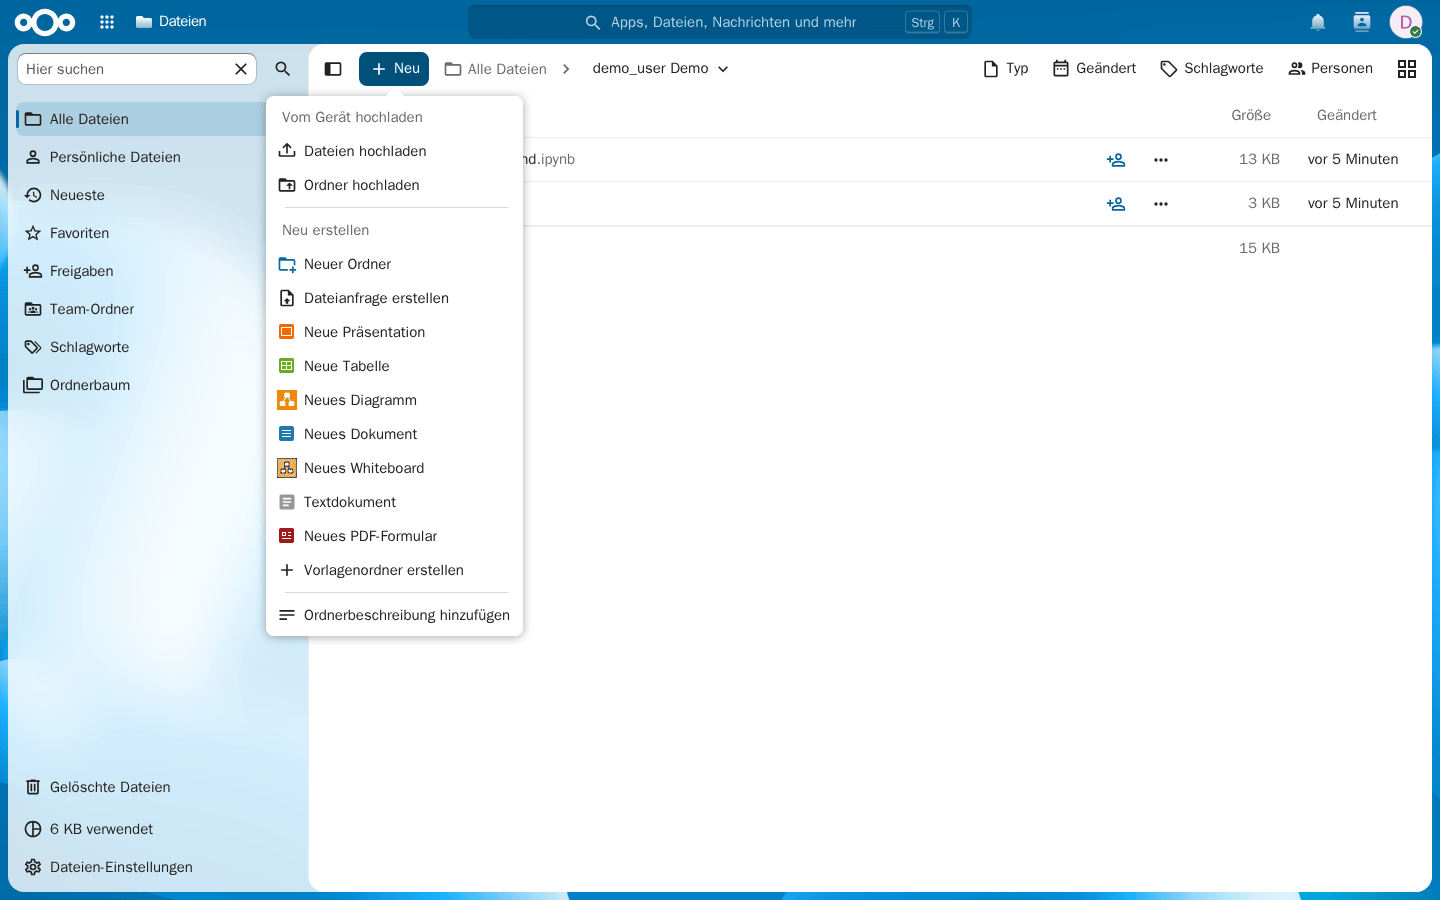 Dateien
Apps, Dateien, Nachrichten und mehr
Strg
K
D
Hier suchen
Neu
Alle Dateien
demo_user Demo
Typ
Geändert
Schlagworte
Personen
Alle Dateien
Persönliche Dateien
Neueste
Favoriten
Freigaben
Team-Ordner
Schlagworte
Ordnerbaum
Gelöschte Dateien
6 KB verwendet
Dateien-Einstellungen
Vom Gerät hochladen
Dateien hochladen
Ordner hochladen
Neu erstellen
Neuer Ordner
Dateianfrage erstellen
Neue Präsentation
Neue Tabelle
Neues Diagramm
Neues Dokument
Neues Whiteboard
Textdokument
Neues PDF-Formular
Vorlagenordner erstellen
Ordnerbeschreibung hinzufügen
Größe
Geändert
.ipynb
13 KB
vor 5 Minuten
3 KB
vor 5 Minuten
15 KB